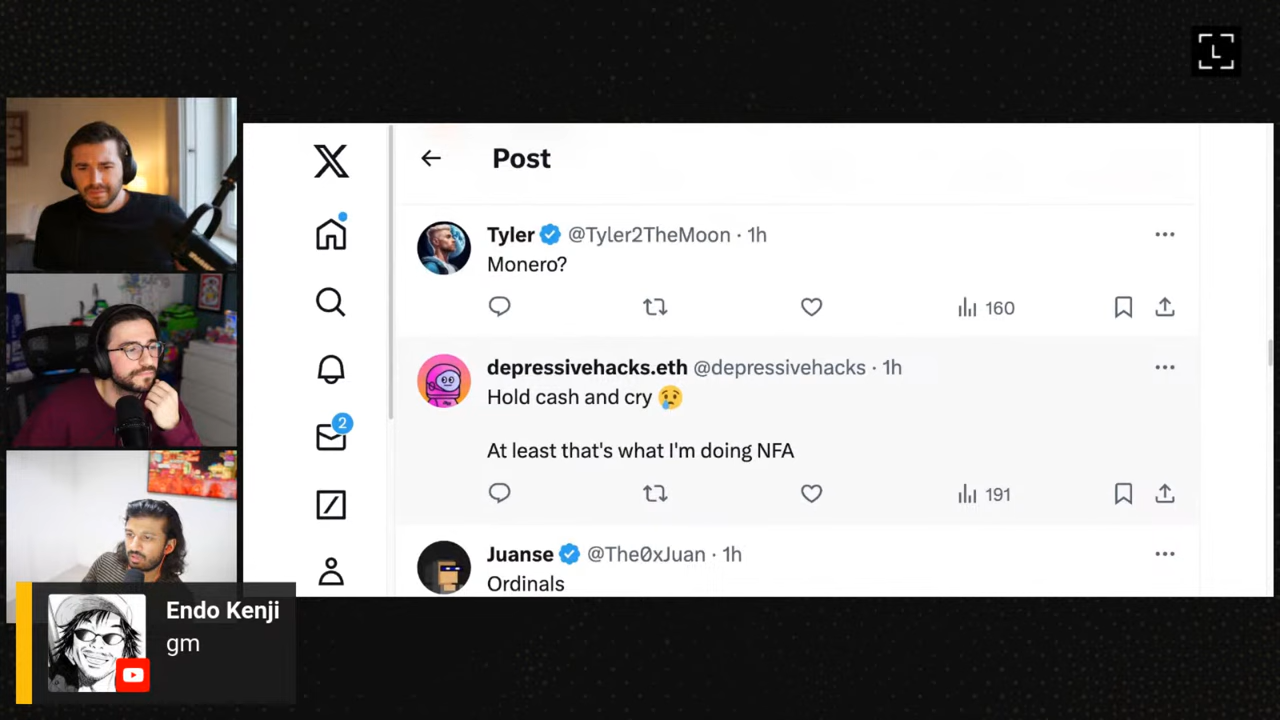 L
X
Post
Tyler @Tyler2TheMoon · 1h
Monero?
160
depressivehacks.eth @depressivehacks · 1h
Hold cash and cry 😢
At least that's what I'm doing NFA
191
2
Juanse @The0xJuan · 1h
Ordinals
Endo Kenji
gm